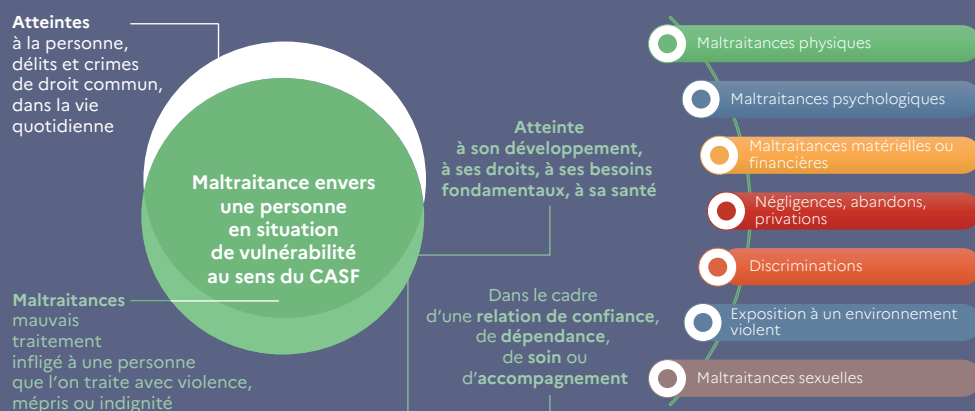 Atteintes
à la personne,
délits et crimes
de droit commun,
dans la vie
quotidienne
Maltraitance envers
une personne
en situation
de vulnérabilité
au sens du CASF
Maltraitances
mauvais
traitement
infligé à une personne
que l'on traite avec violence,
mépris ou indignité
Atteinte
à son développement,
à ses droits, à ses besoins
fondamentaux, à sa santé
Dans le cadre
d'une relation de confiance,
de dépendance,
de soin ou
d'accompagnement
Maltraitances physiques
Maltraitances psychologiques
Maltraitances matérielles ou
financières
Négligences, abandons,
privations
Discriminations
Exposition à un environnement
violent
Maltraitances sexuelles